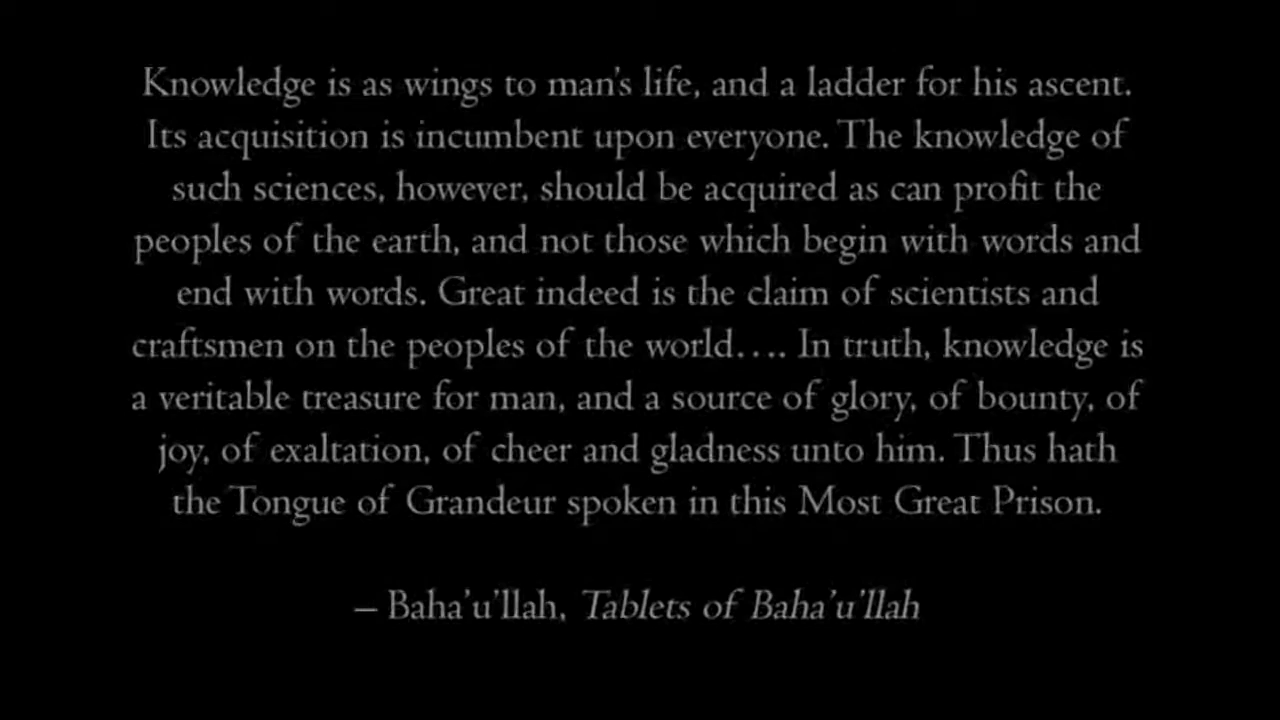 Knowledge is as wings to man's life, and a ladder for his ascent.
Its acquisition is incumbent upon everyone. The knowledge of
such sciences, however, should be acquired as can profit the
peoples of the earth, and not those which begin with words and
end with words. Great indeed is the claim of scientists and
craftsmen on the peoples of the world.... In truth, knowledge is
a veritable treasure for man, and a source of glory, of bounty, of
joy, of exaltation, of cheer and gladness unto him. Thus hath
the Tongue of Grandeur spoken in this Most Great Prison.
– Baha'u'llah, Tablets of Baha'u'llah